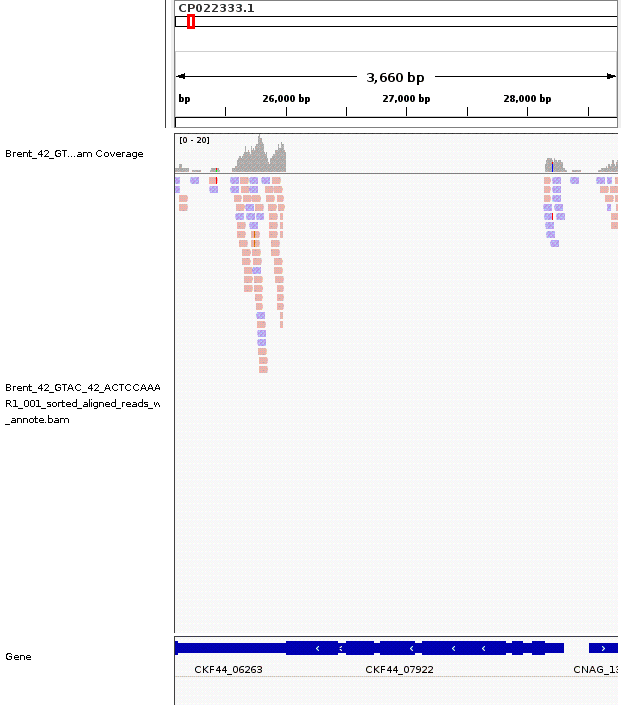 CP022333.1
3,660 bp
bp 26,000 bp 27,000 bp 28,000 bp
[0 - 20]
Brent_42_GT...am Coverage
Brent_42_GTAC_42_ACTCCAAA
R1_001_sorted_aligned_reads_w
_annote.bam
Gene
CKF44_06263 CKF44_07922 CNAG_13